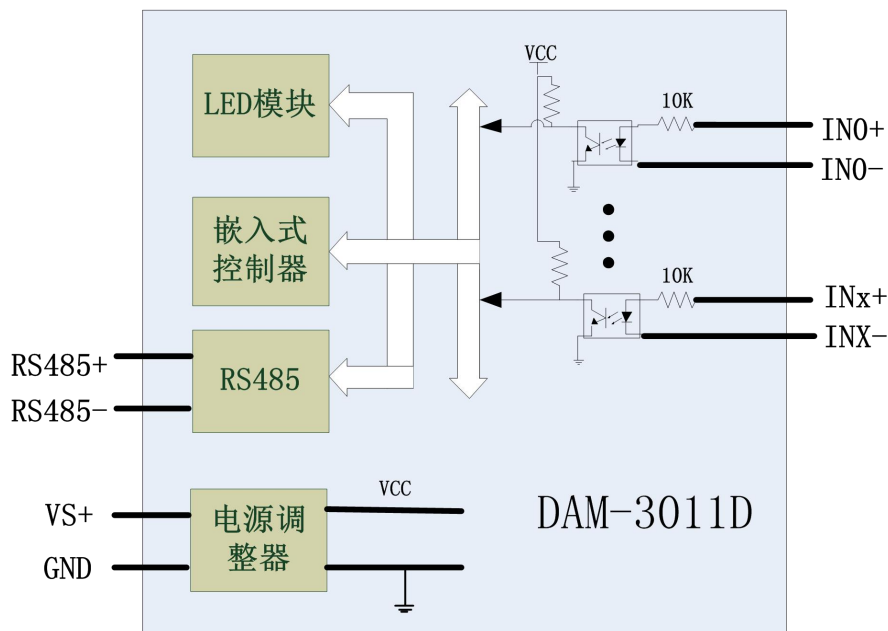 VCC
LED模块
10K
IN0+
IN0-
嵌入式
控制器
10K
INx+
INX-
RS485+
RS485
RS485-
VCC
VS+
电源调
整器
GND
DAM-3011D